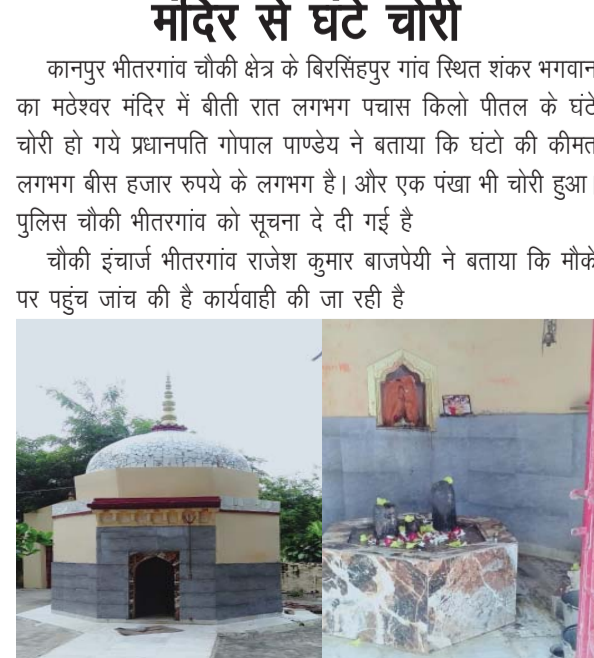 मंदिर से घंटे चोरी
कानपुर भीतरगांव चौकी क्षेत्र के बिरसिंहपुर गांव स्थित शंकर भगवान
का मठेश्वर मंदिर में बीती रात लगभग पचास किलो पीतल के घंटे
चोरी हो गये प्रधानपति गोपाल पाण्डेय ने बताया कि घंटो की कीमत
लगभग बीस हजार रुपये के लगभग है। और एक पंखा भी चोरी हुआ।
पुलिस चौकी भीतरगांव को सूचना दे दी गई है
चौकी इंचार्ज भीतरगांव राजेश कुमार बाजपेयी ने बताया कि मौके
पर पहुंच जांच की है कार्यवाही की जा रही है